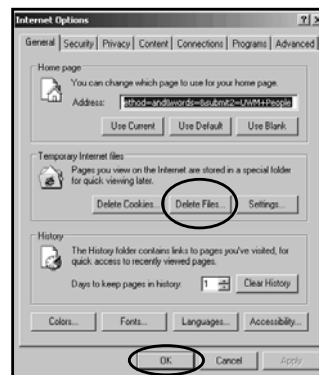 Internet Options ? X
General Security Privacy Content Connections Programs Advanced
Home page
You can change which page to use for your home page.
Address: ethod=and&words=&submit2=UWM+People
Use Current Use Default Use Blank
Temporary Internet files
Pages you view on the Internet are stored in a special folder
for quick viewing later.
Delete Cookies... Delete Files... Settings...
History
The History folder contains links to pages you've visited, for
quick access to recently viewed pages.
Days to keep pages in history: 1 Clear History
Colors... Fonts... Languages... Accessibility...
OK Cancel Apply